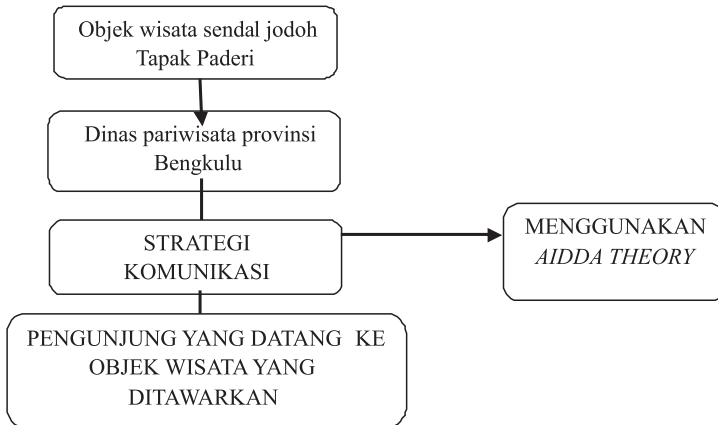 Objek wisata sendal jodoh
Tapak Paderi
Dinas pariwisata provinsi
Bengkulu
STRATEGI
KOMUNIKASI
MENGGUNAKAN
AIDDA THEORY
PENGUNJUNG YANG DATANG KE
OBJEK WISATA YANG
DITAWARKAN